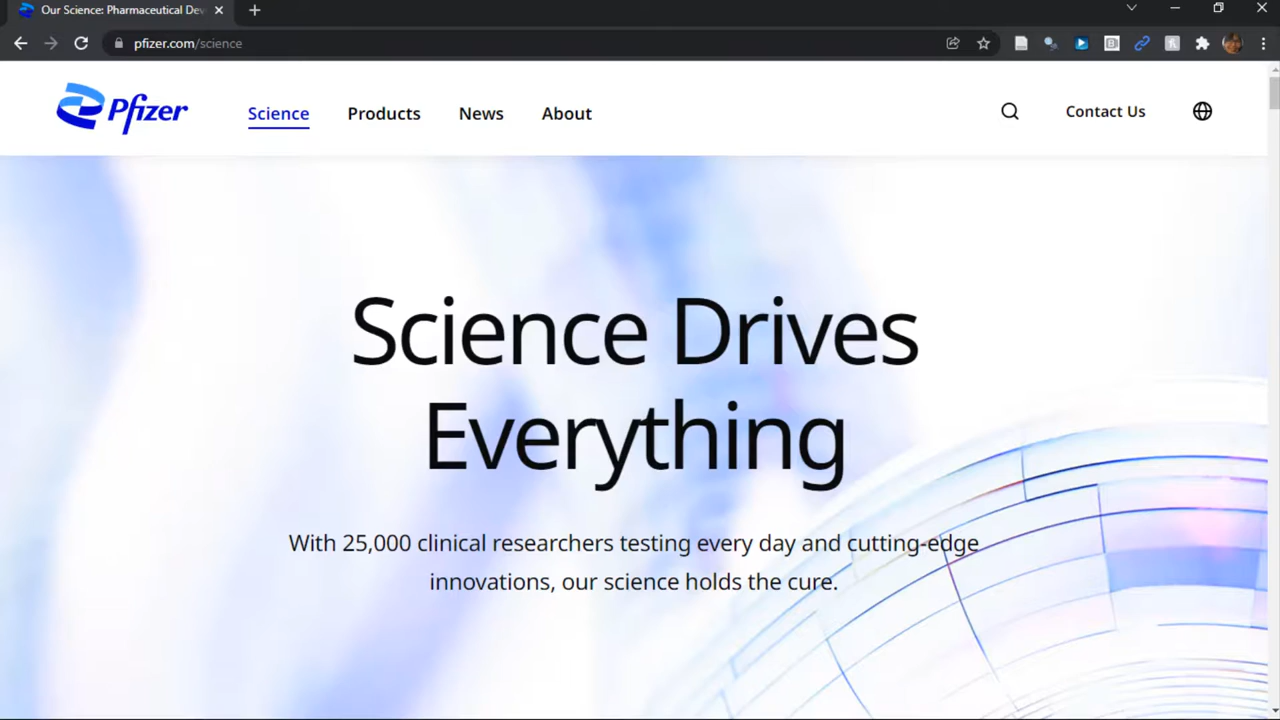 Our Science: Pharmaceutical Dev
pfizer.com/science
Pfizer
Science
Products
News
About
Contact Us
Science Drives
Everything
With 25,000 clinical researchers testing every day and cutting-edge
innovations, our science holds the cure.